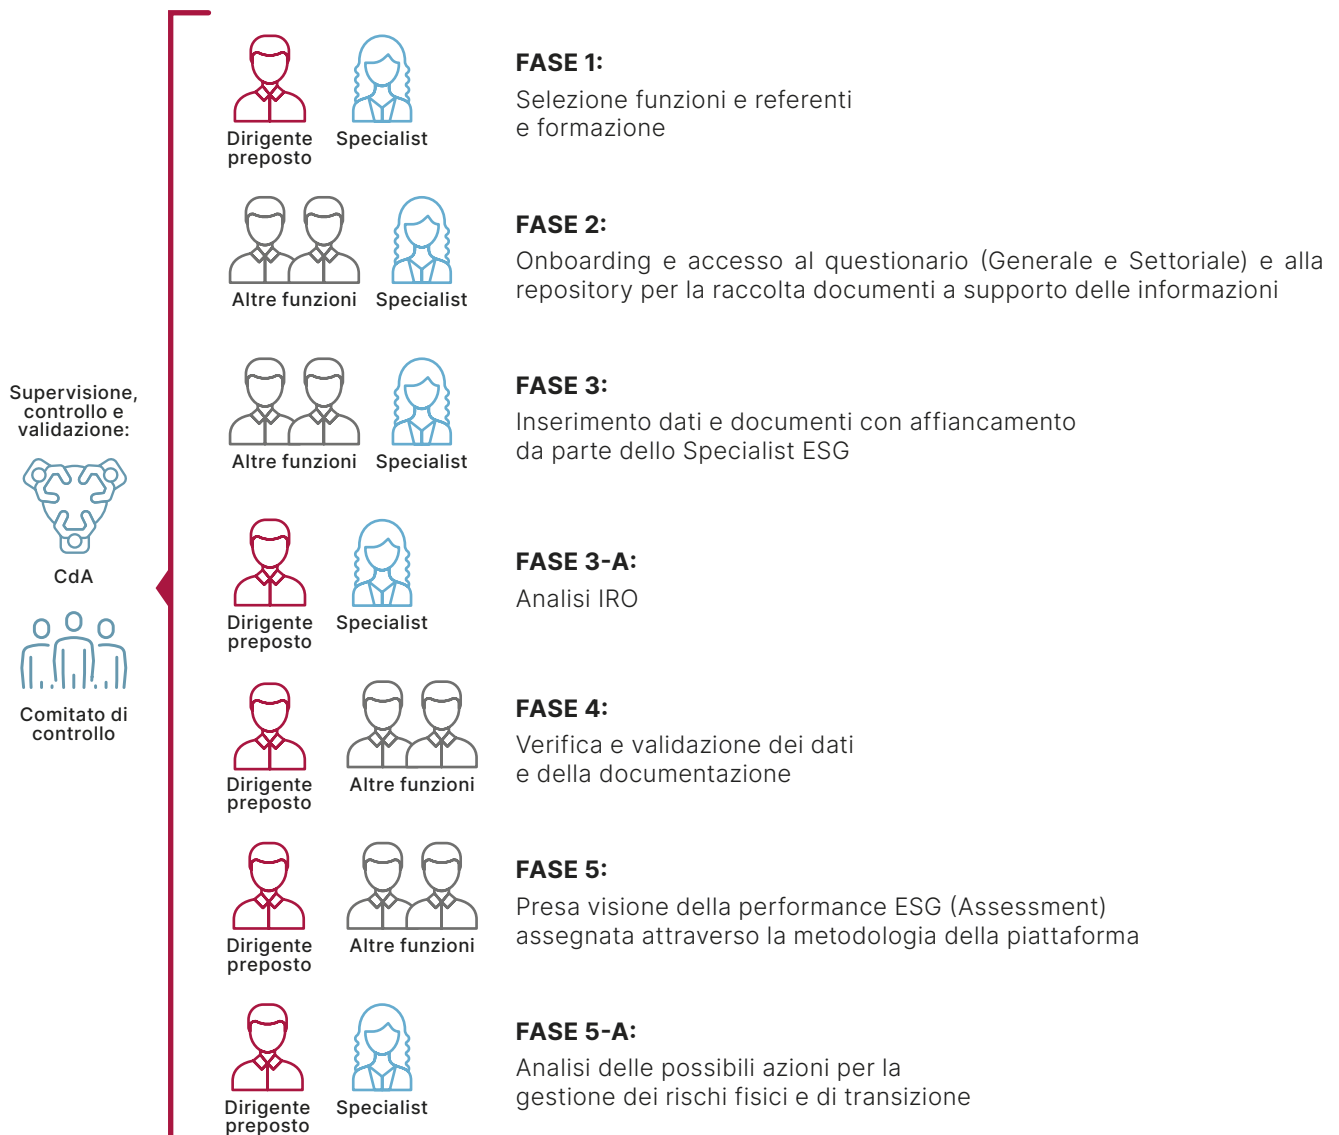 Supervisione,
controllo e
validazione:
CdA
Comitato di
controllo
Dirigente
preposto
Specialist
FASE 1:
Selezione funzioni e referenti
e formazione
Altre funzioni
Specialist
FASE 2:
Onboarding e accesso al questionario (Generale e Settoriale) e alla
repository per la raccolta documenti a supporto delle informazioni
Altre funzioni
Specialist
FASE 3:
Inserimento dati e documenti con affiancamento
da parte dello Specialist ESG
Dirigente
preposto
Specialist
FASE 3-A:
Analisi IRO
Dirigente
preposto
Altre funzioni
FASE 4:
Verifica e validazione dei dati
e della documentazione
Dirigente
preposto
Altre funzioni
FASE 5:
Presa visione della performance ESG (Assessment)
assegnata attraverso la metodologia della piattaforma
Dirigente
preposto
Specialist
FASE 5-A:
Analisi delle possibili azioni per la
gestione dei rischi fisici e di transizione